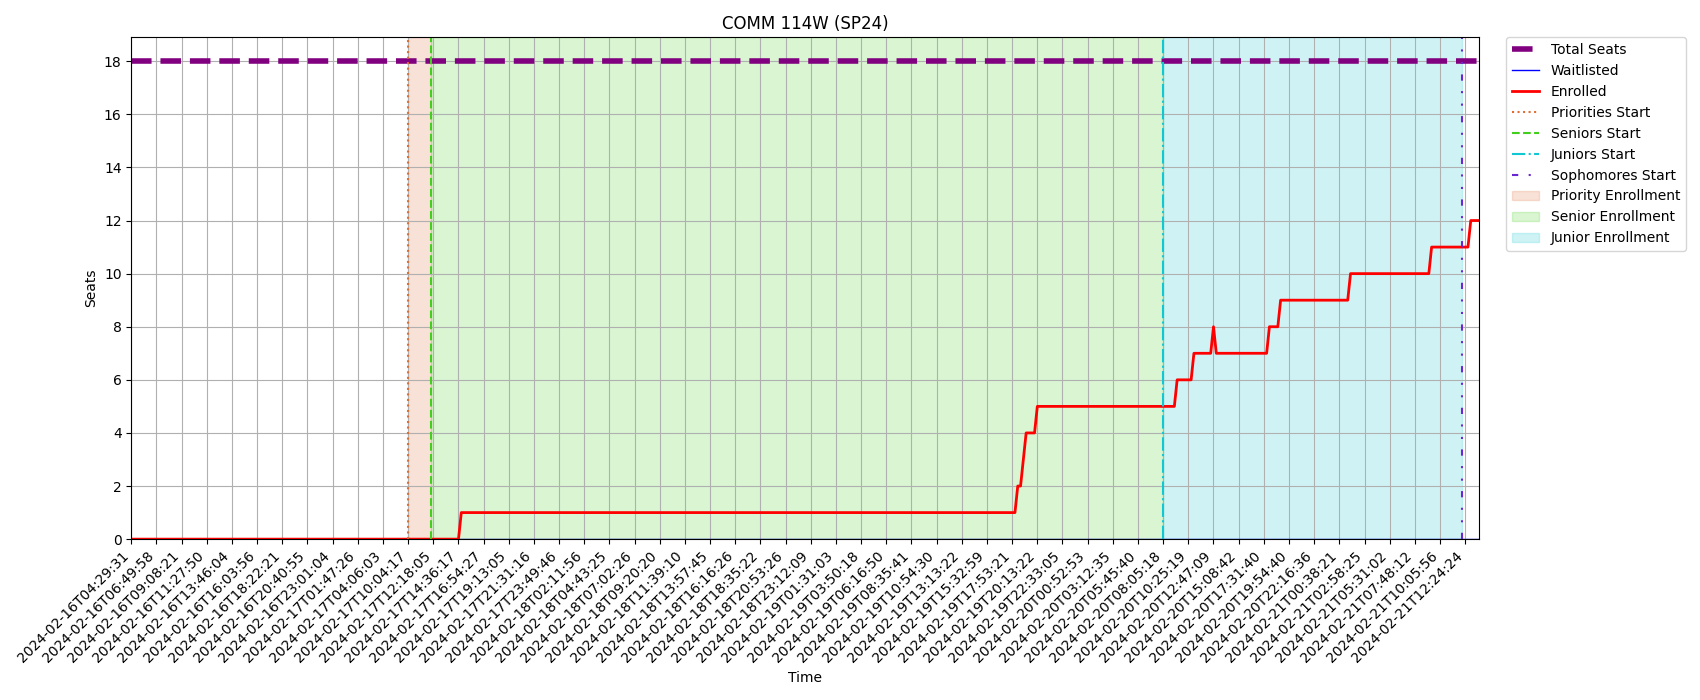 COMM 114W (SP24)
Total Seats
Waitlisted
Enrolled
Priorities Start
Seniors Start
Juniors Start
Sophomores Start
Priority Enrollment
Senior Enrollment
Junior Enrollment
Seats
18
16
14
12
10
8
6
4
2
0
2024-02-16T04:29:31
2024-02-16T06:49:58
2024-02-16T09:08:21
2024-02-16T11:27:50
2024-02-16T13:46:04
2024-02-16T16:03:56
2024-02-16T18:22:21
2024-02-16T20:40:55
2024-02-16T23:01:04
2024-02-17T01:47:26
2024-02-17T04:06:03
2024-02-17T10:04:17
2024-02-17T12:18:05
2024-02-17T14:36:17
2024-02-17T16:54:27
2024-02-17T19:13:05
2024-02-17T21:31:16
2024-02-17T23:49:46
2024-02-18T02:11:56
2024-02-18T04:43:25
2024-02-18T07:02:26
2024-02-18T09:20:20
2024-02-18T11:39:10
2024-02-18T13:57:45
2024-02-18T16:16:26
2024-02-18T18:35:22
2024-02-18T20:53:26
2024-02-18T23:12:09
2024-02-19T01:31:03
2024-02-19T03:50:18
2024-02-19T06:16:50
2024-02-19T08:35:41
2024-02-19T10:54:30
2024-02-19T13:13:22
2024-02-19T15:32:59
2024-02-19T17:53:21
2024-02-19T20:13:22
2024-02-19T22:33:05
2024-02-20T00:52:53
2024-02-20T03:12:35
2024-02-20T05:45:40
2024-02-20T08:05:18
2024-02-20T10:25:19
2024-02-20T12:47:09
2024-02-20T15:08:42
2024-02-20T17:31:40
2024-02-20T19:54:40
2024-02-20T22:16:36
2024-02-21T00:38:21
2024-02-21T02:58:25
2024-02-21T05:31:02
2024-02-21T07:48:12
2024-02-21T10:05:56
2024-02-21T12:24:24
Time